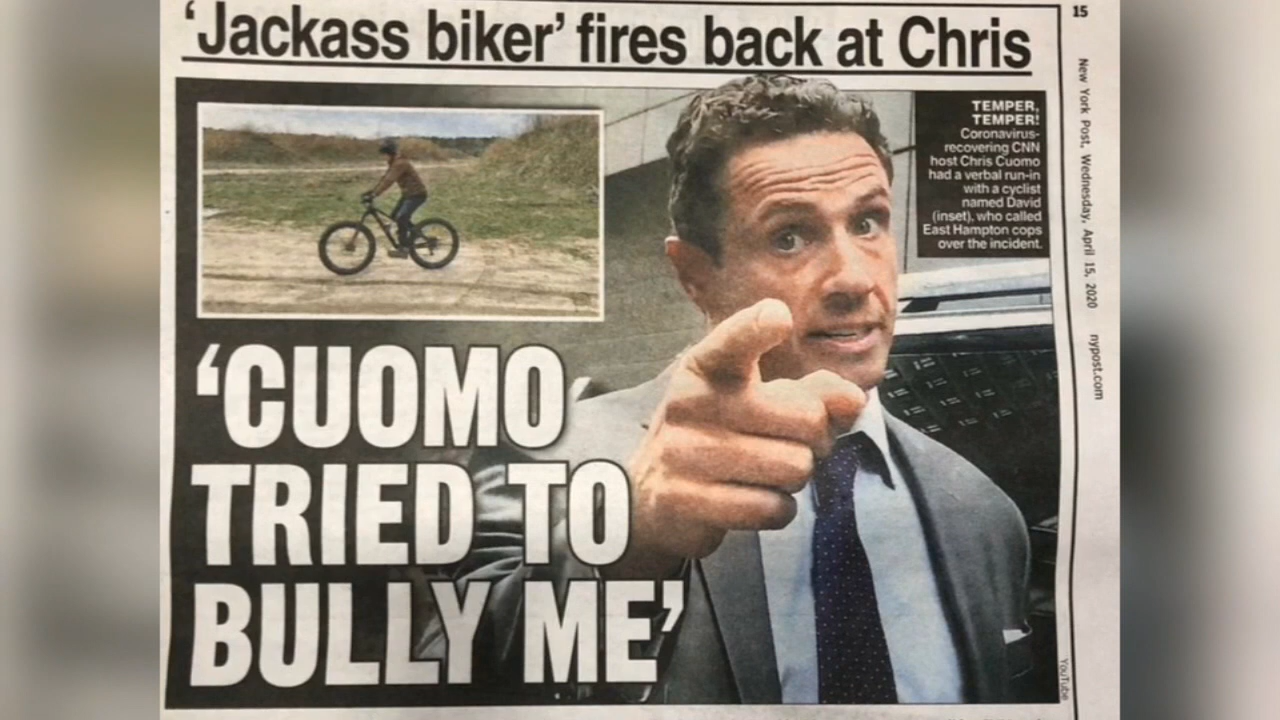 ‘Jackass biker’ fires back at Chris
15
New York Post, Wednesday, April 15, 2020 nypost.com
TEMPER,
TEMPER!
Coronavirus-
recovering CNN
host Chris Cuomo
had a verbal run-in
with a cyclist
named David
(inset), who called
East Hampton cops
over the incident.
‘CUOMO
TRIED TO
BULLY ME’
YouTube